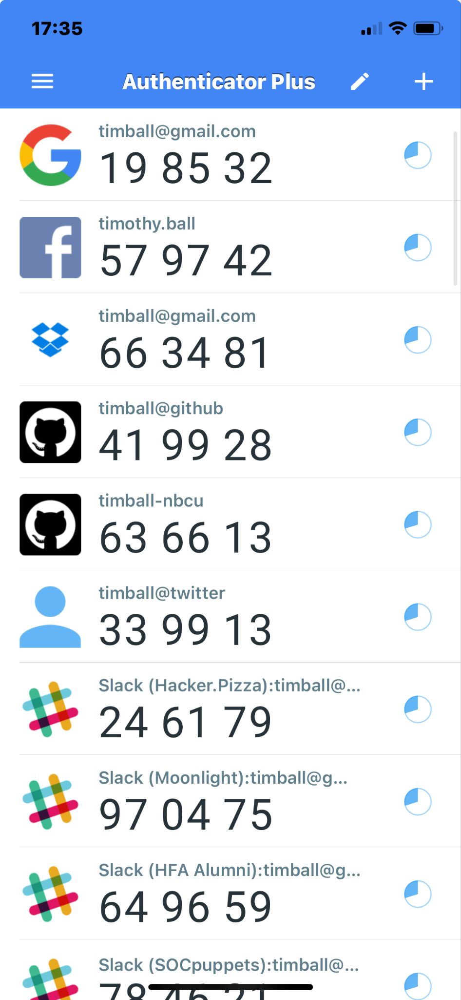 17:35
Authenticator Plus
timball@gmail.com
19 85 32
timothy.ball
57 97 42
timball@gmail.com
66 34 81
timball@github
41 99 28
timball-nbcu
63 66 13
timball@twitter
33 99 13
Slack (Hacker.Pizza):timball@...
24 61 79
Slack (Moonlight):timball@g...
97 04 75
Slack (HFA Alumni):timball@g...
64 96 59
Slack (SOCpuppets):timball@...
78 46 21